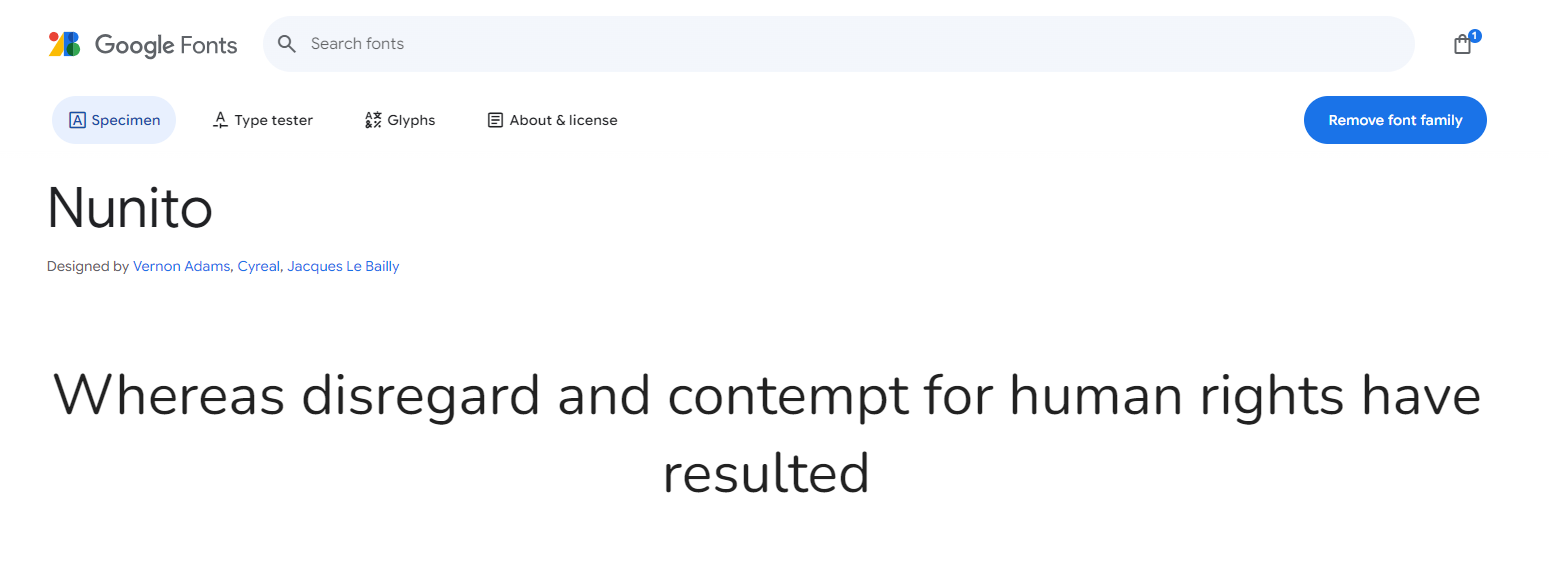 Google Fonts
Search fonts
1
Specimen
Type tester
Glyphs
About & license
Remove font family
Nunito
Designed by Vernon Adams, Cyreal, Jacques Le Bailly
Whereas disregard and contempt for human rights have
resulted